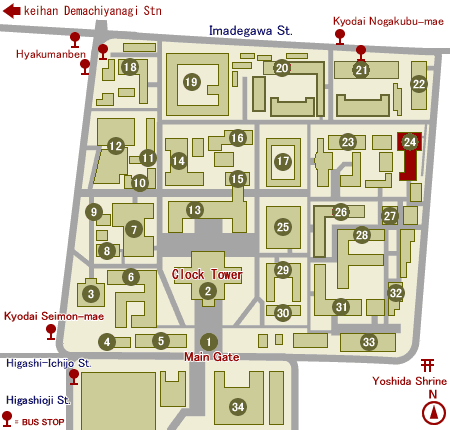 keihan Demachiyanagi Stn
Imadegawa St.
Kyodai Nogakubu-mae
Hyakumanben
18
19
20
21
22
12
11
10
14
16
15
17
23
24
9
7
8
13
25
26
27
28
Clock Tower
2
6
3
29
30
31
32
Kyodai Seimon-mae
4
5
1
33
Main Gate
Higashi-Ichijo St.
Yoshida Shrine
Higashioji St.
34
N
= BUS STOP